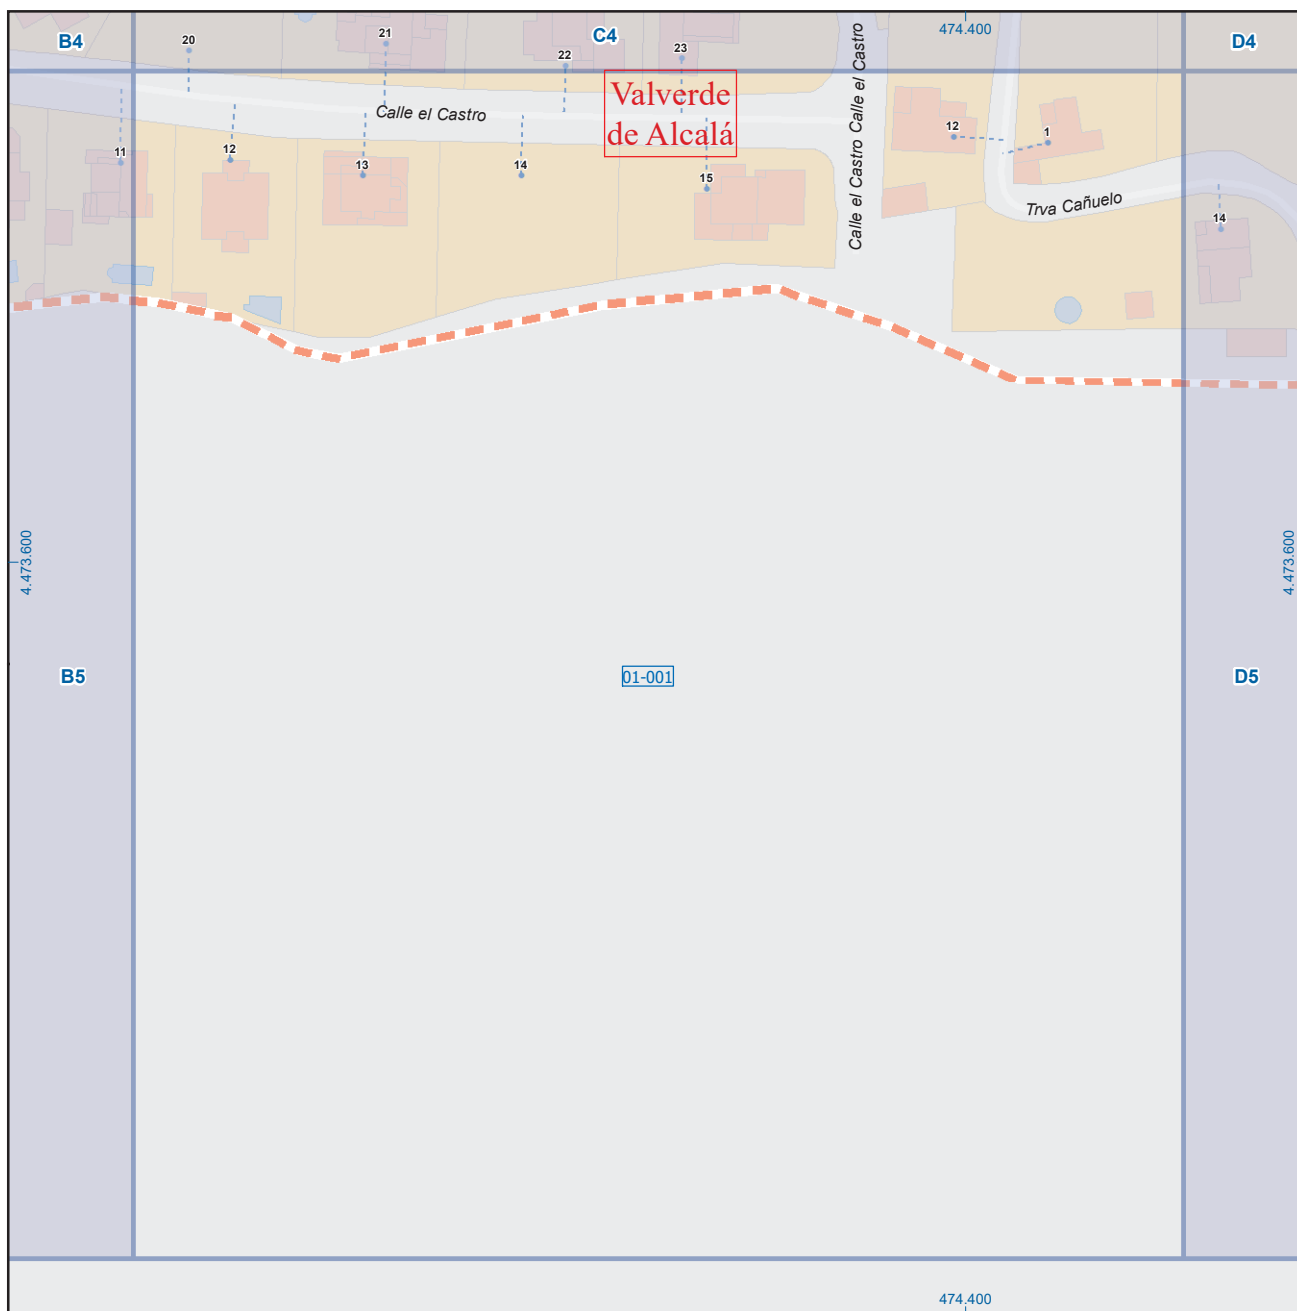 B4
20
21
C4
22
23
474.400
D4
Valverde
de Alcalá
Calle el Castro
Calle el Castro Calle el Castro
11
12
13
14
15
12
1
Trva Cañuelo
14
4.473.600
4.473.600
B5
01-001
D5
474.400